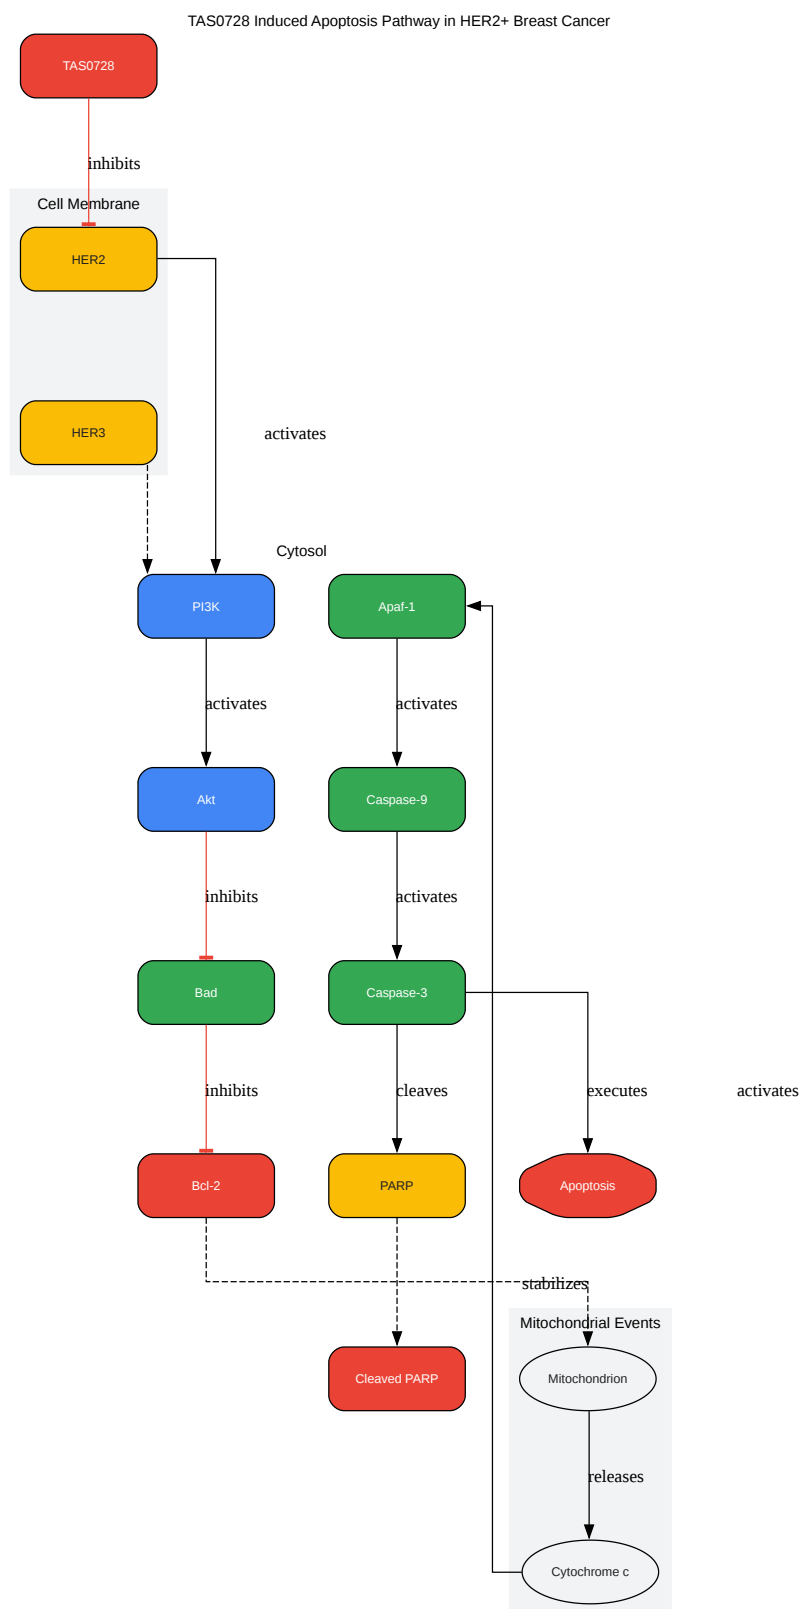 TAS0728 Induced Apoptosis Pathway in HER2+ Breast Cancer
TAS0728
inhibits
Cell Membrane
HER2
HER3
activates
Cytosol
PI3K
Apaf-1
activates
activates
Akt
Caspase-9
inhibits
activates
Bad
Caspase-3
inhibits
cleaves
executes
activates
Bcl-2
PARP
Apoptosis
stabilizes
Mitochondrial Events
Cleaved PARP
Mitochondrion
releases
Cytochrome c